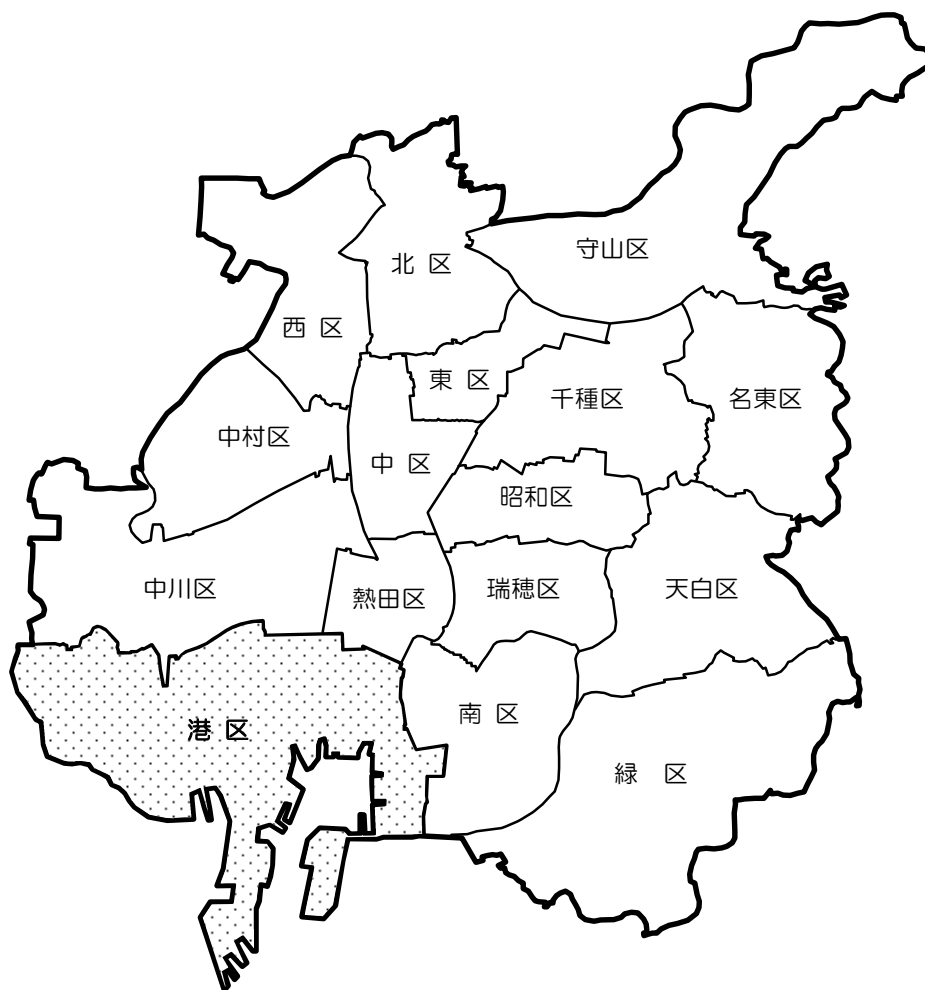 守山区
北 区
西 区
東 区
千種区
名東区
中村区
中 区
昭和区
中川区
熱田区
瑞穂区
天白区
港 区
南 区
緑 区